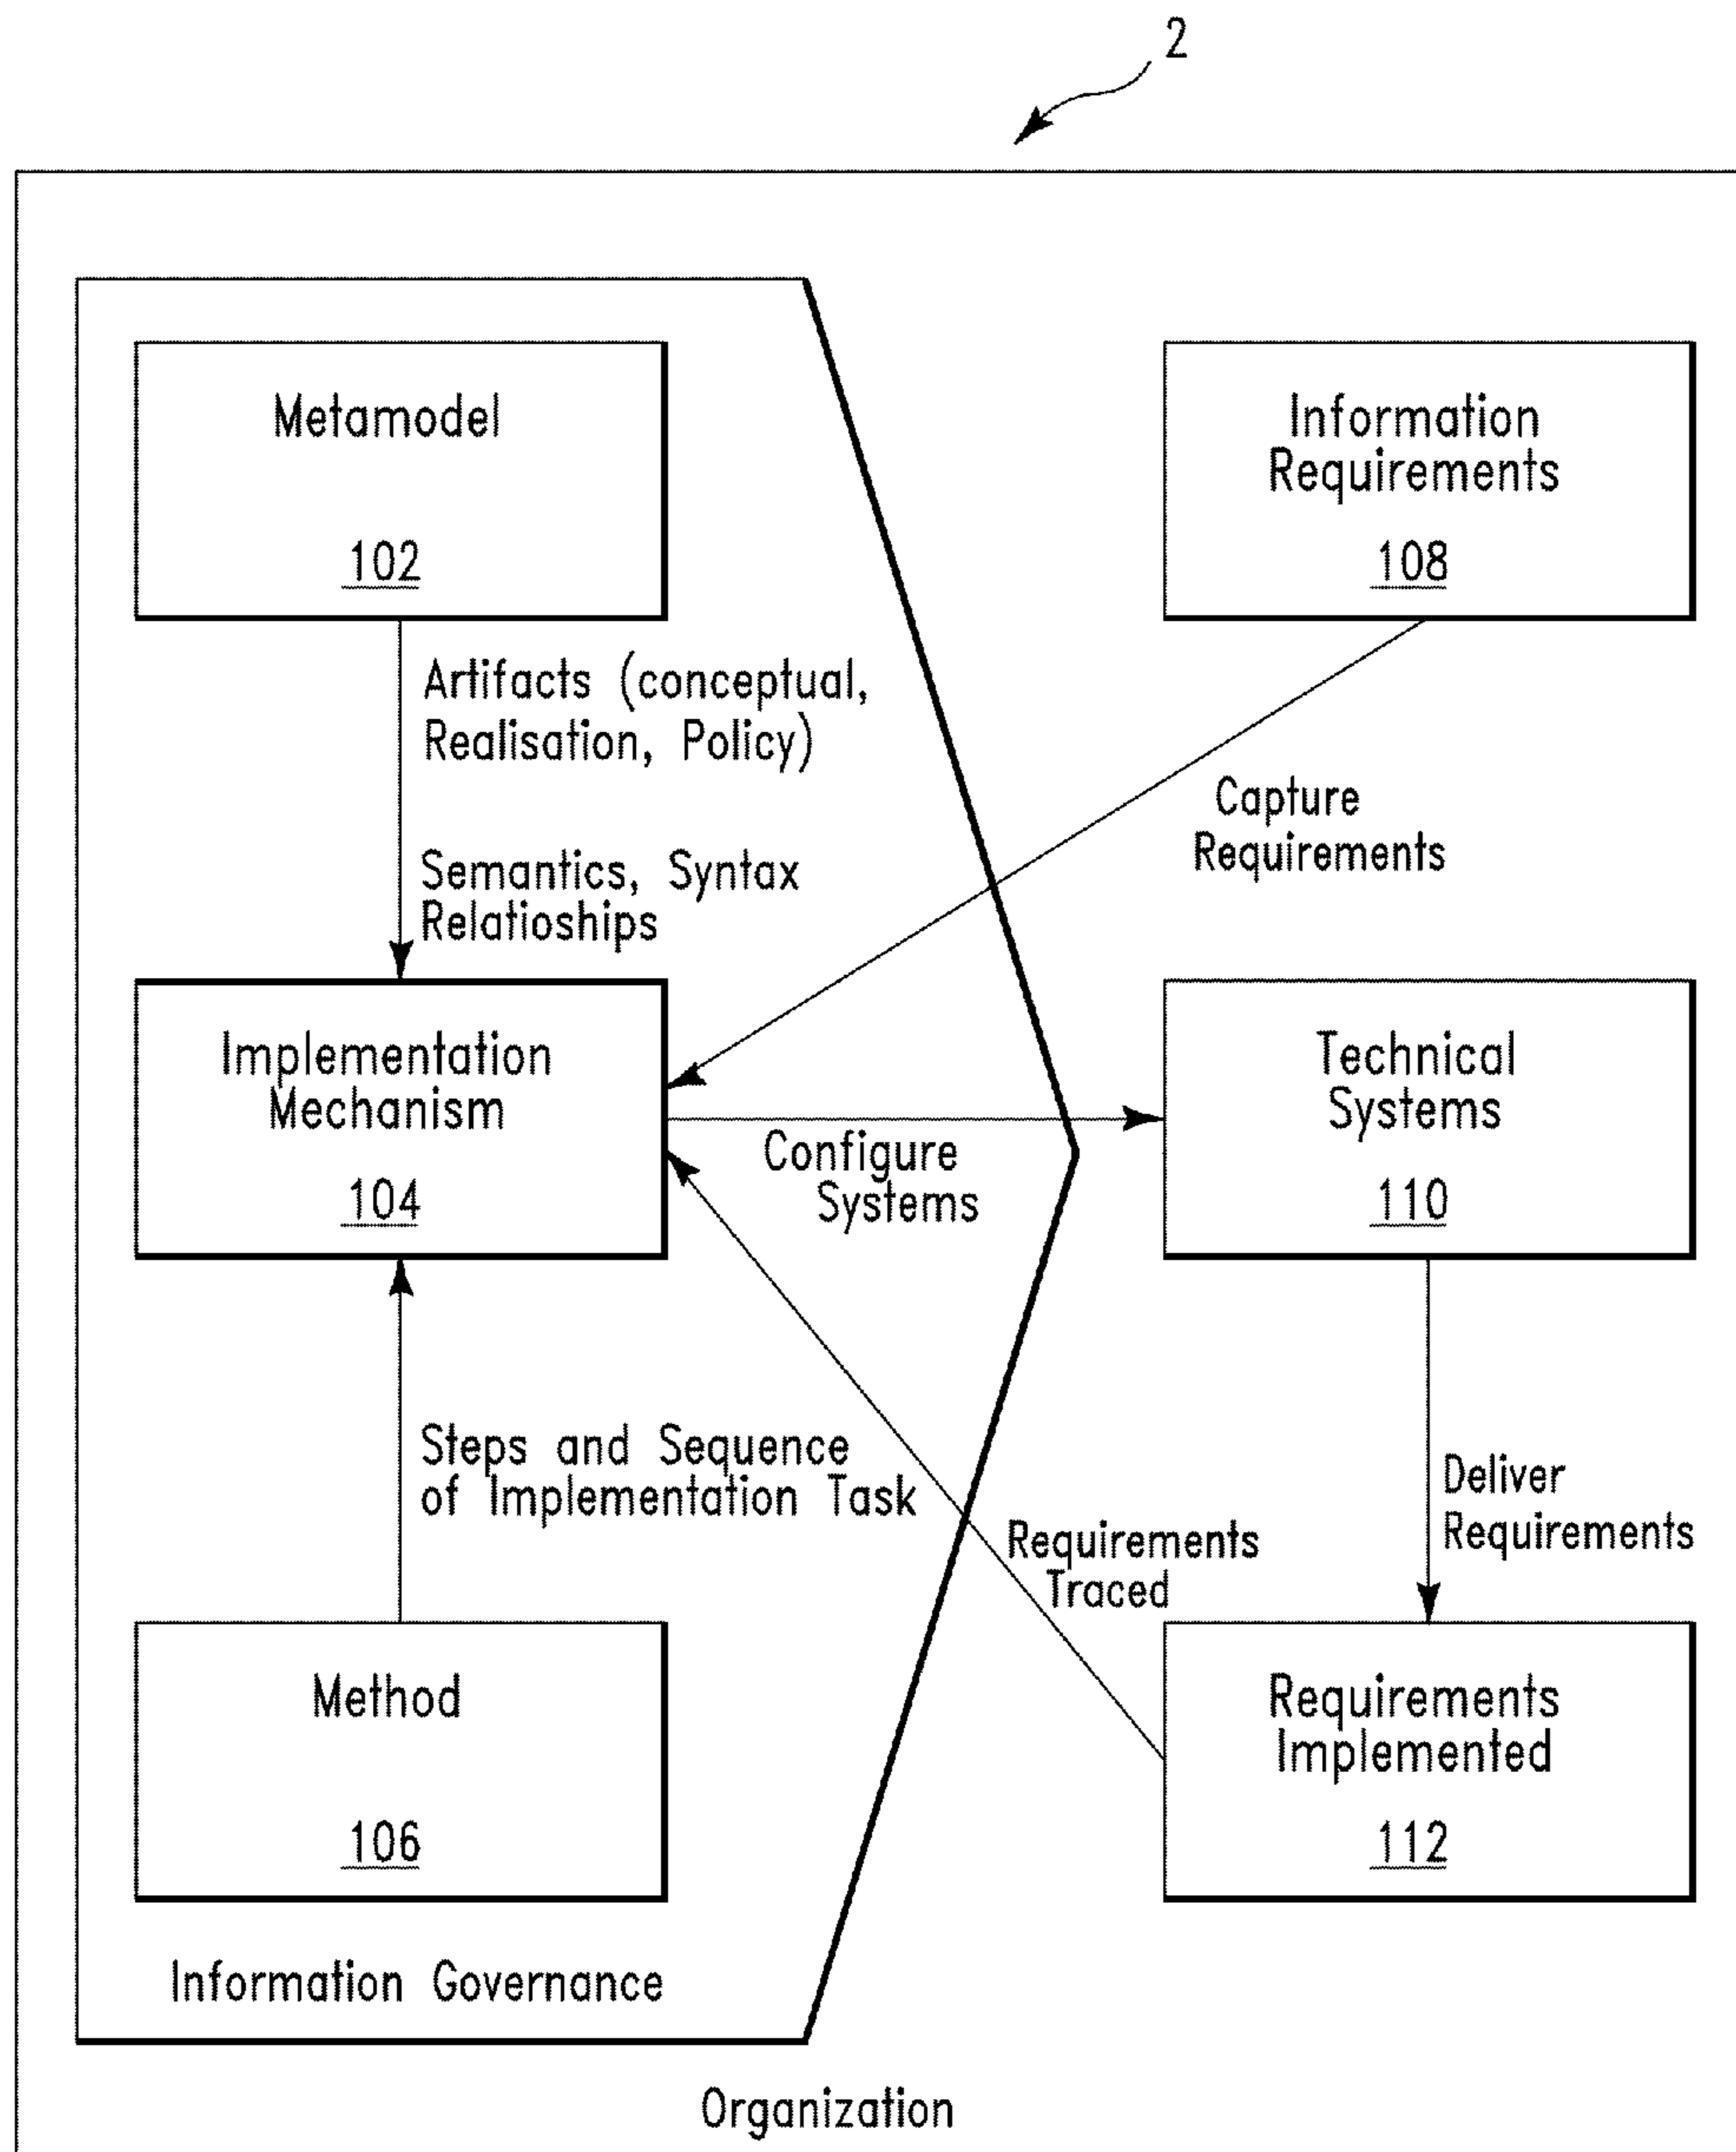 2
Metamodel
102
Information
Requirements
108
Artifacts (conceptual,
Realisation, Policy)
Capture
Requirements
Semantics, Syntax
Relatioships
Implementation
Mechanism
104
Configure
Systems
Technical
Systems
110
Steps and Sequence
of Implementation Task
Requirements
Traced
Deliver
Requirements
Method
106
Requirements
Implemented
112
Information Governance
Organization